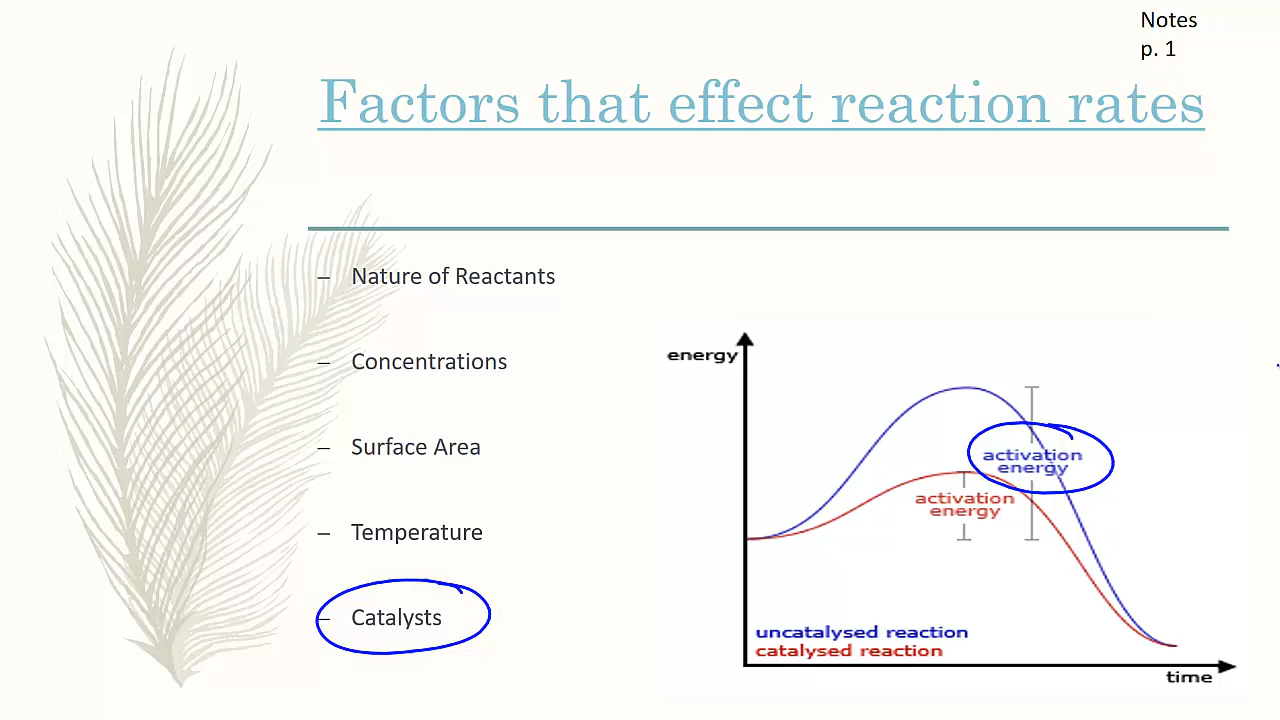 Notes
p. 1
Factors that effect reaction rates
– Nature of Reactants
– Concentrations
– Surface Area
– Temperature
– Catalysts
energy
activation
energy
activation
energy
uncatalysed reaction
catalysed reaction
time